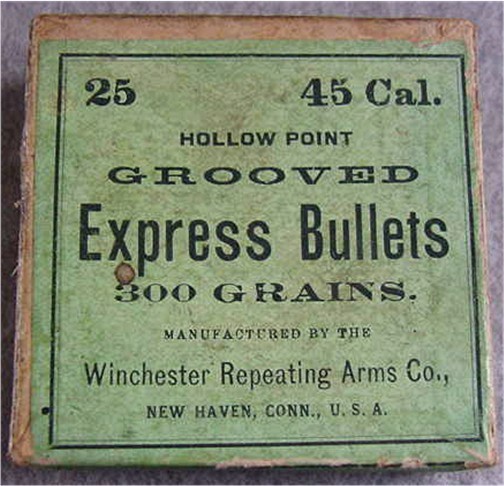 25 45 Cal.
HOLLOW POINT
GROOVED
Express Bullets
300 GRAINS.
MANUFACTURED BY THE
Winchester Repeating Arms Co.,
NEW HAVEN, CONN., U. S. A.